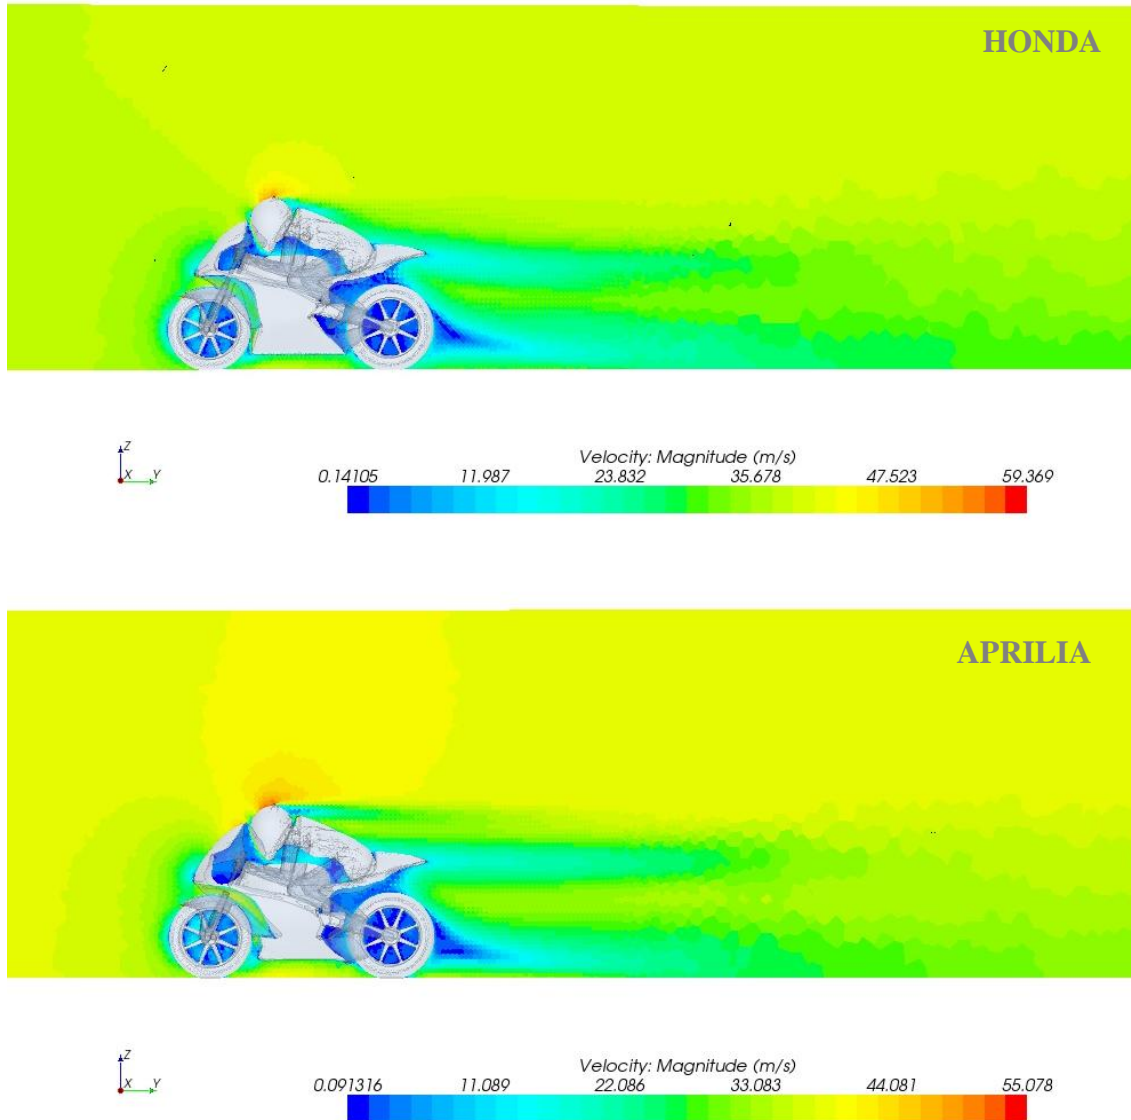 HONDA
Z
X Y
Velocity: Magnitude (m/s)
0.14105 11.987 23.832 35.678 47.523 59.369
APRILIA
Z
X Y
Velocity: Magnitude (m/s)
0.091316 11.089 22.086 33.083 44.081 55.078